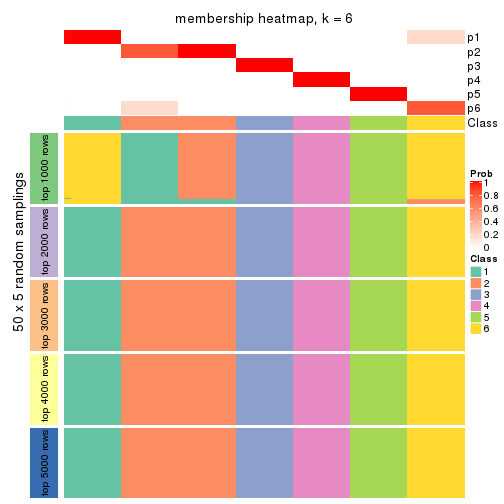 membership heatmap, k = 6
p1
p2
p3
p4
p5
p6
Class
50 x 5 random samplings
top 1000 rows
top 2000 rows
top 3000 rows
top 4000 rows
top 5000 rows
Prob
1
0.8
0.6
0.4
0.2
0
Class
1
2
3
4
5
6